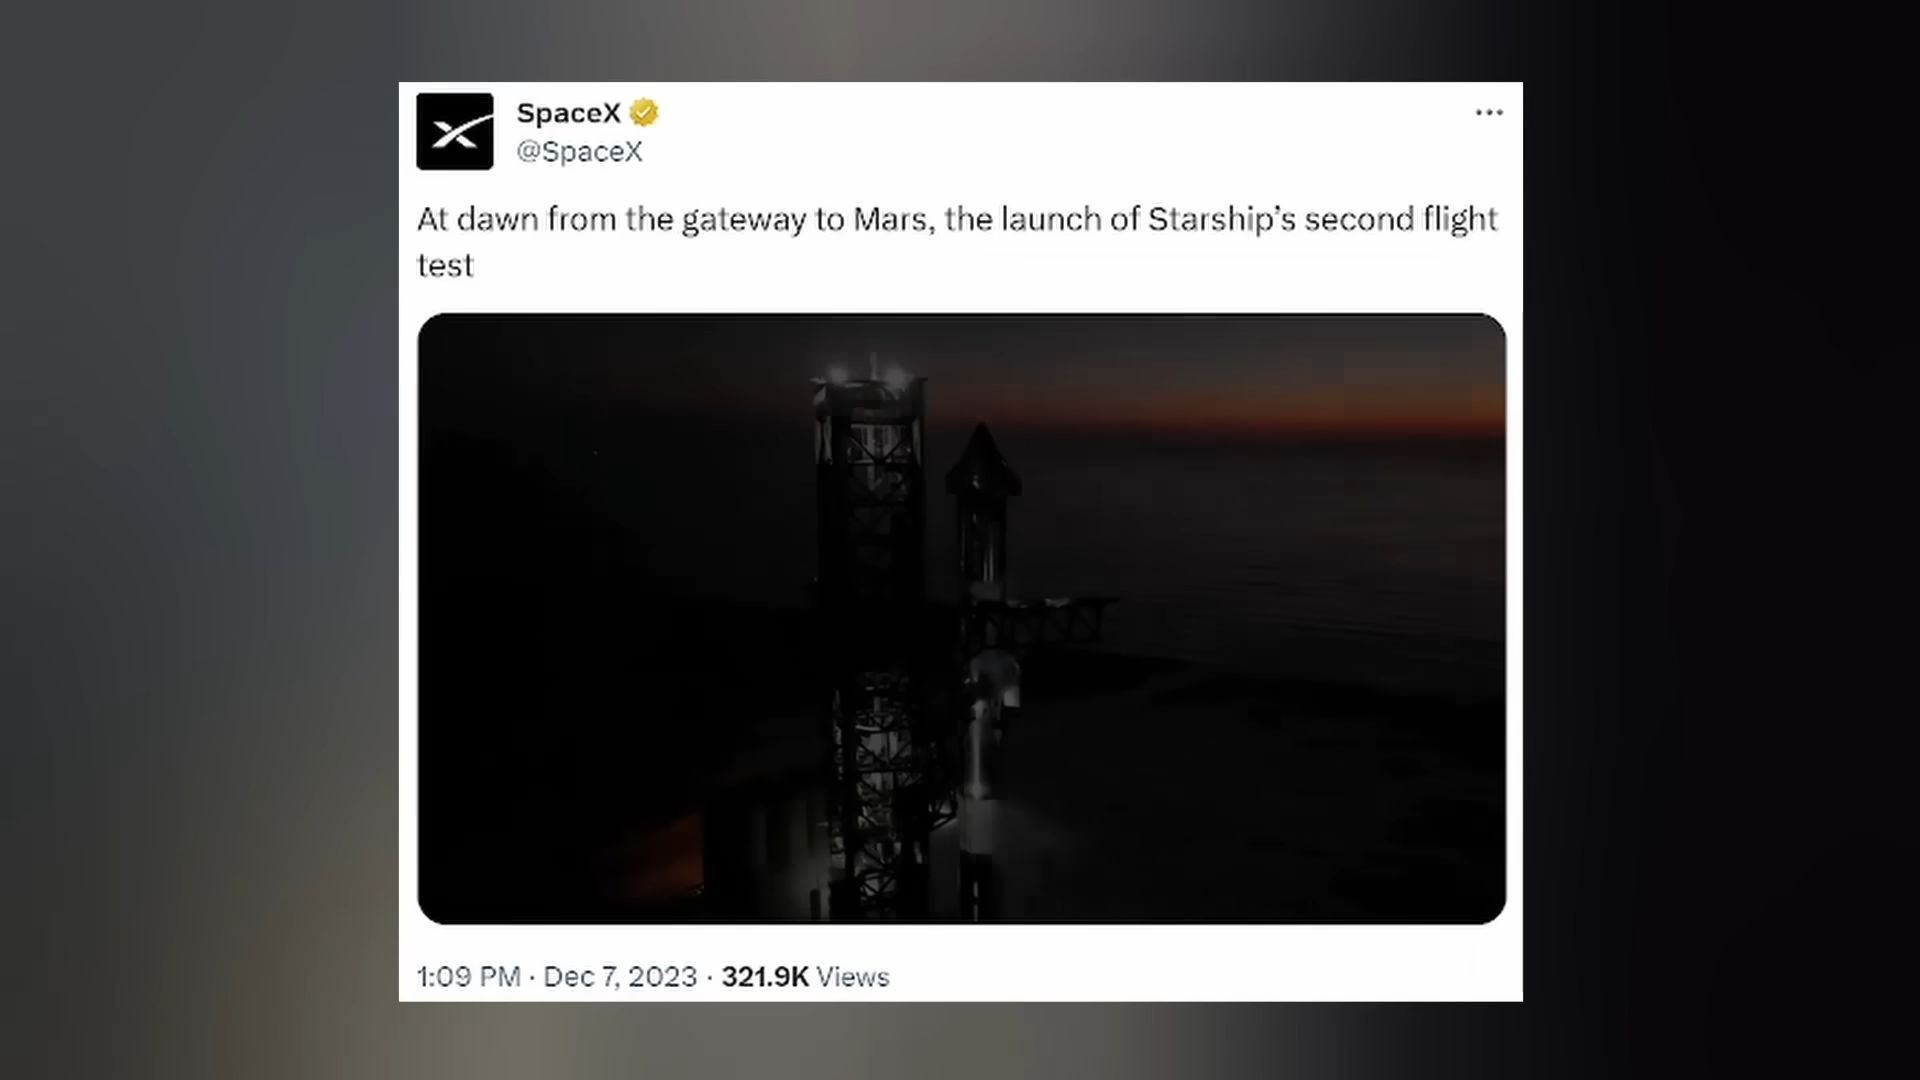 SpaceX
@SpaceX
At dawn from the gateway to Mars, the launch of Starship’s second flight
test
1:09 PM · Dec 7, 2023 · 321.9K Views